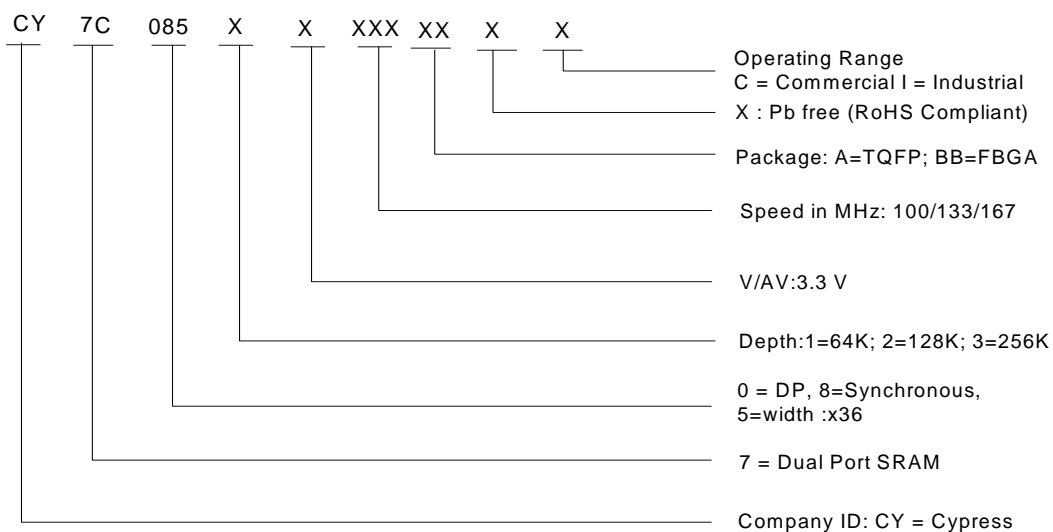 CY 7C 085 X X XXX XX X X
Operating Range
C = Commercial I = Industrial
X : Pb free (RoHS Compliant)
Package: A=TQFP; BB=FBGA
Speed in MHz: 100/133/167
V/AV:3.3 V
Depth:1=64K; 2=128K; 3=256K
0 = DP, 8=Synchronous,
5=width :x36
7 = Dual Port SRAM
Company ID: CY = Cypress